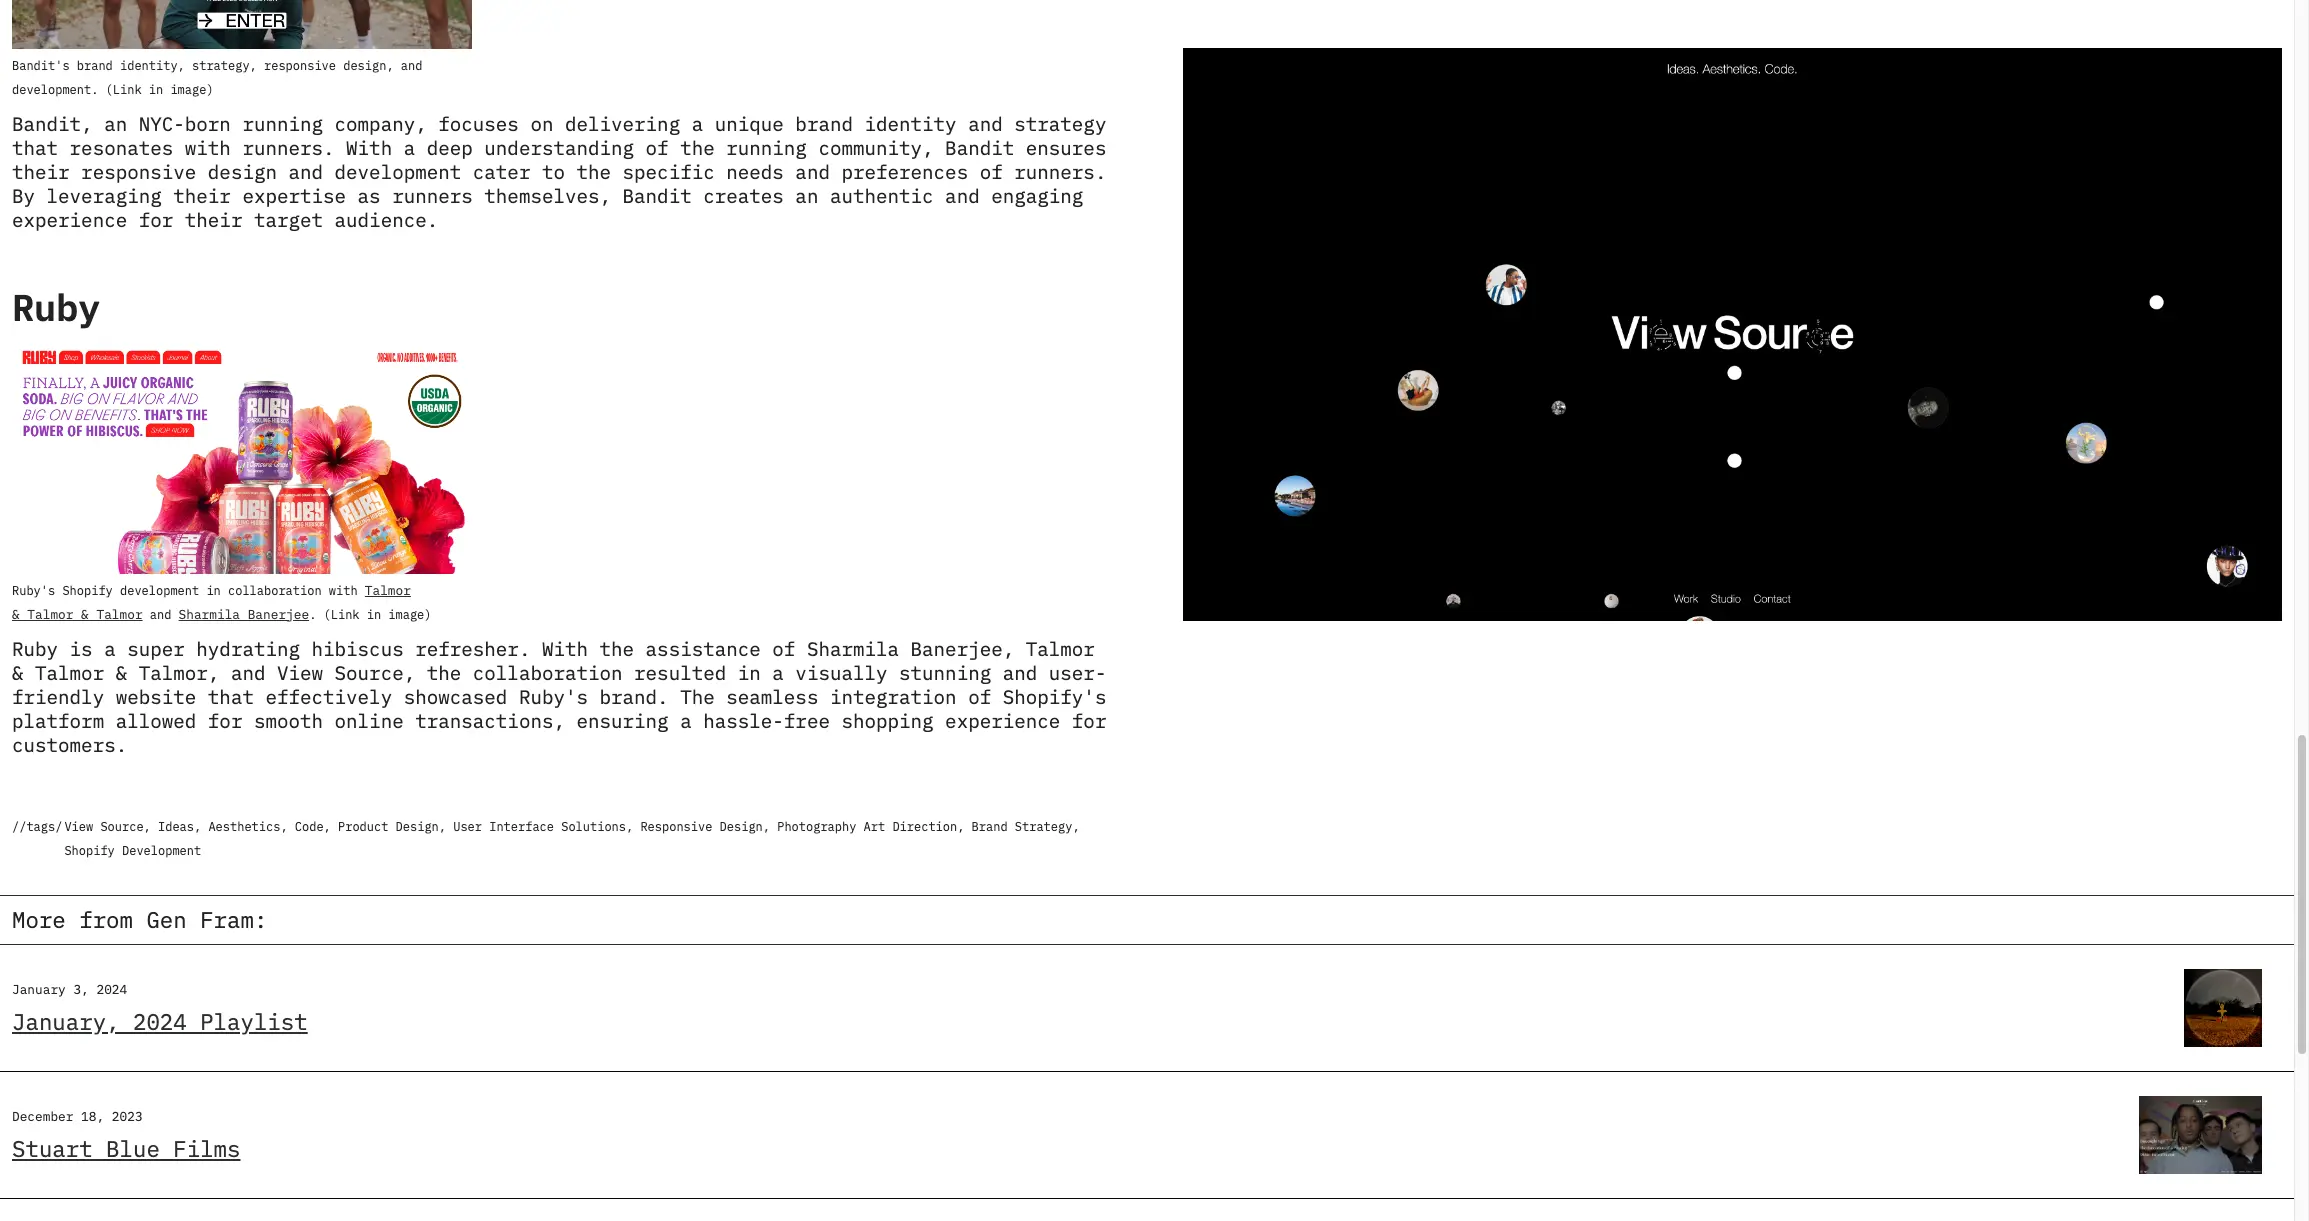 → ENTER
Bandit's brand identity, strategy, responsive design, and
development. (Link in image)
Bandit, an NYC-born running company, focuses on delivering a unique brand identity and strategy
that resonates with runners. With a deep understanding of the running community, Bandit ensures
their responsive design and development cater to the specific needs and preferences of runners.
By leveraging their expertise as runners themselves, Bandit creates an authentic and engaging
experience for their target audience.
Ruby
RUBY Shop Wholesale Stockists Journal About
ORGANIC. NO ADDITIVES. 1000+ BENEFITS.
FINALLY, A JUICY ORGANIC
SODA. BIG ON FLAVOR AND
BIG ON BENEFITS. THAT'S THE
POWER OF HIBISCUS. SHOP NOW
USDA
ORGANIC
RUBY
SPARKLING HIBISCUS
Concord Grape
RUBY
RUBY
Original
RUBY
RUBY
Ruby's Shopify development in collaboration with Talmor
& Talmor & Talmor and Sharmila Banerjee. (Link in image)
Ruby is a super hydrating hibiscus refresher. With the assistance of Sharmila Banerjee, Talmor
& Talmor & Talmor, and View Source, the collaboration resulted in a visually stunning and user-
friendly website that effectively showcased Ruby's brand. The seamless integration of Shopify's
platform allowed for smooth online transactions, ensuring a hassle-free shopping experience for
customers.
//tags/ View Source, Ideas, Aesthetics, Code, Product Design, User Interface Solutions, Responsive Design, Photography Art Direction, Brand Strategy,
Shopify Development
Ideas. Aesthetics. Code.
View Source
Work Studio Contact
More from Gen Fram:
January 3, 2024
January, 2024 Playlist
December 18, 2023
Stuart Blue Films